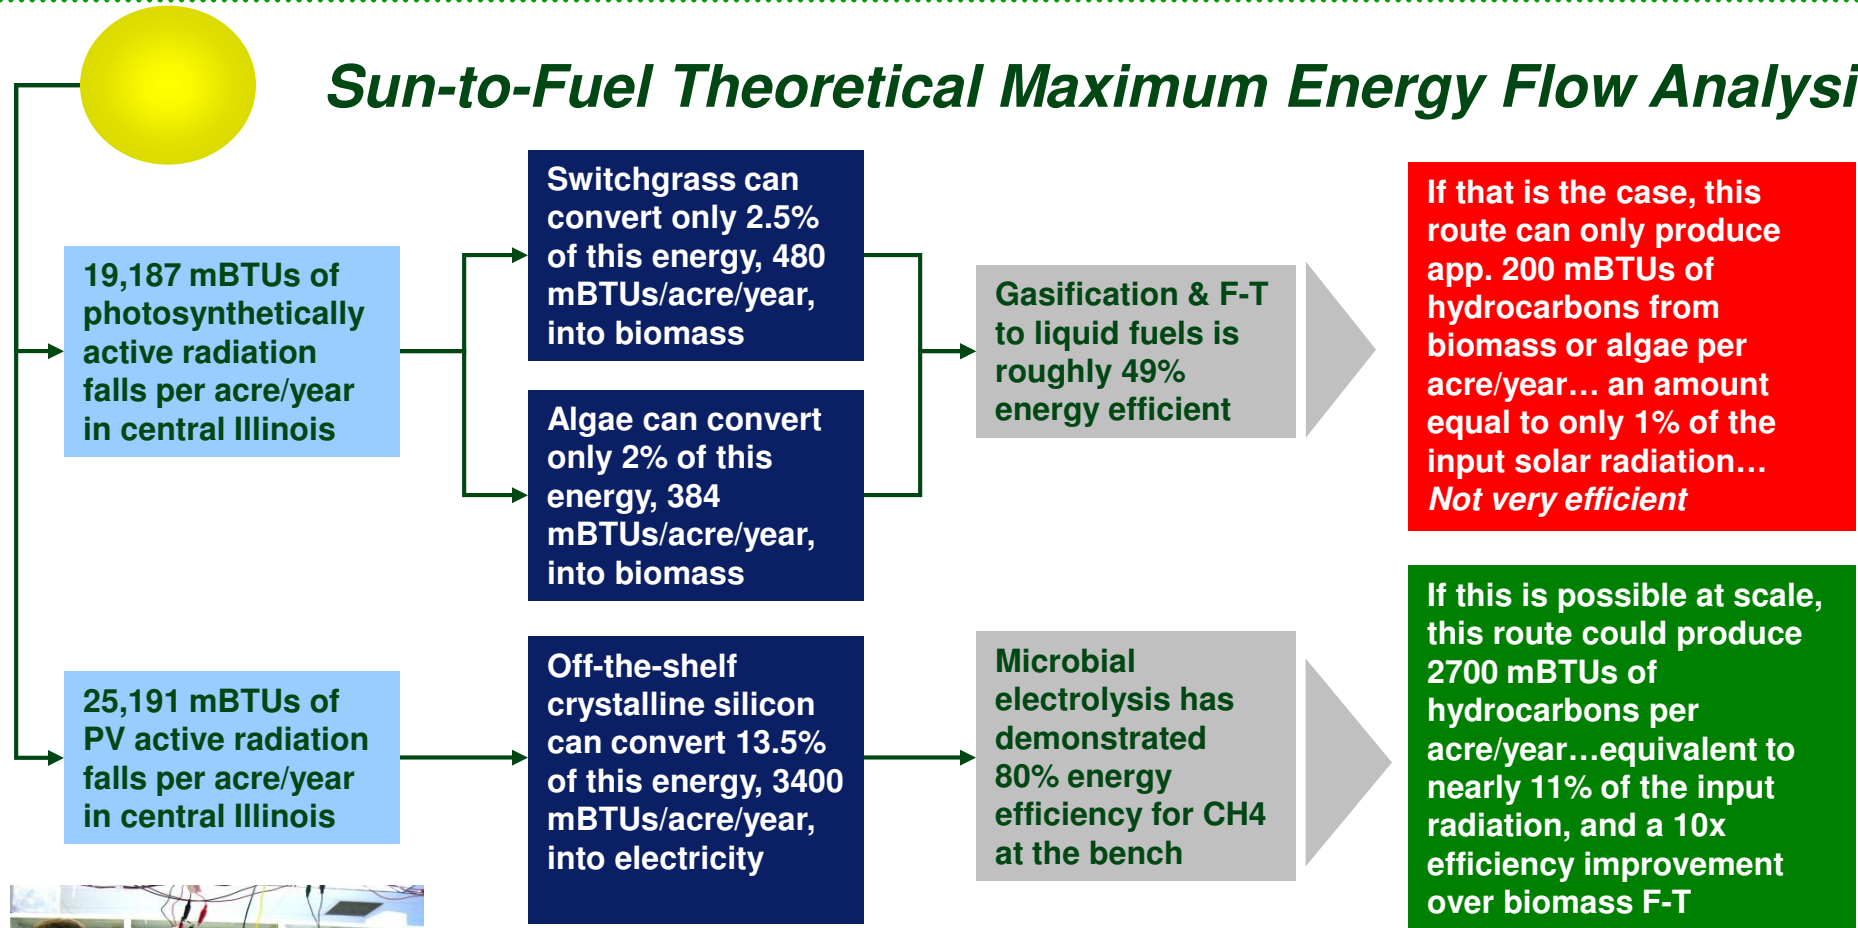 Sun-to-Fuel Theoretical Maximum Energy Flow Analysi
19,187 mBTUs of
photosynthetically
active radiation
falls per acre/year
in central Illinois
Switchgrass can
convert only 2.5%
of this energy, 480
mBTUs/acre/year,
into biomass
Algae can convert
only 2% of this
energy, 384
mBTUs/acre/year,
into biomass
Gasification & F-T
to liquid fuels is
roughly 49%
energy efficient
If that is the case, this
route can only produce
app. 200 mBTUs of
hydrocarbons from
biomass or algae per
acre/year… an amount
equal to only 1% of the
input solar radiation…
Not very efficient
25,191 mBTUs of
PV active radiation
falls per acre/year
in central Illinois
Off-the-shelf
crystalline silicon
can convert 13.5%
of this energy, 3400
mBTUs/acre/year,
into electricity
Microbial
electrolysis has
demonstrated
80% energy
efficiency for CH4
at the bench
If this is possible at scale,
this route could produce
2700 mBTUs of
hydrocarbons per
acre/year…equivalent to
nearly 11% of the input
radiation, and a 10x
efficiency improvement
over biomass F-T